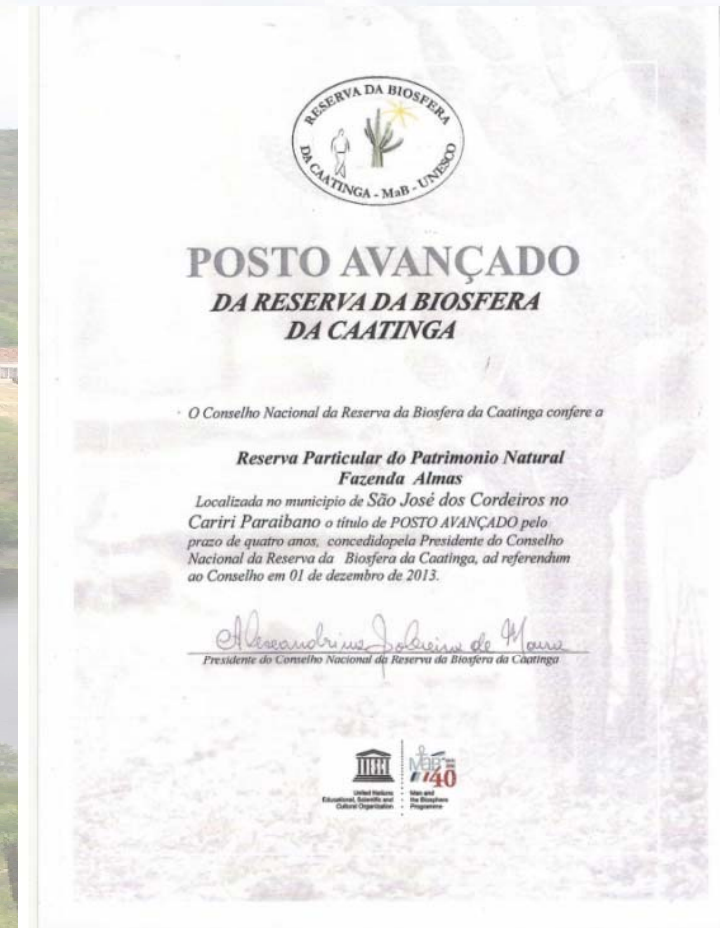 RESERVA DA BIOSFERA
DA CAATINGA - MaB - UNESCO
POSTO AVANÇADO
DA RESERVA DA BIOSFERA
DA CAATINGA
O Conselho Nacional da Reserva da Biosfera da Caatinga confere a
Reserva Particular do Patrimonio Natural
Fazenda Almas
Localizada no municipio de São José dos Cordeiros no
Cariri Paraibano o título de POSTO AVANÇADO pelo
prazo de quatro anos, concedidopela Presidente do Conselho
Nacional da Reserva da Biosfera da Caatinga, ad referendum
ao Conselho em 01 de dezembro de 2013.
de Moura
Presidente do Conselho Nacional da Reserva da Biosfera da Caatinga
MaB
40
United Nations
Educational, Scientific and
Cultural Organization
Man and
the Biosphere
Programme